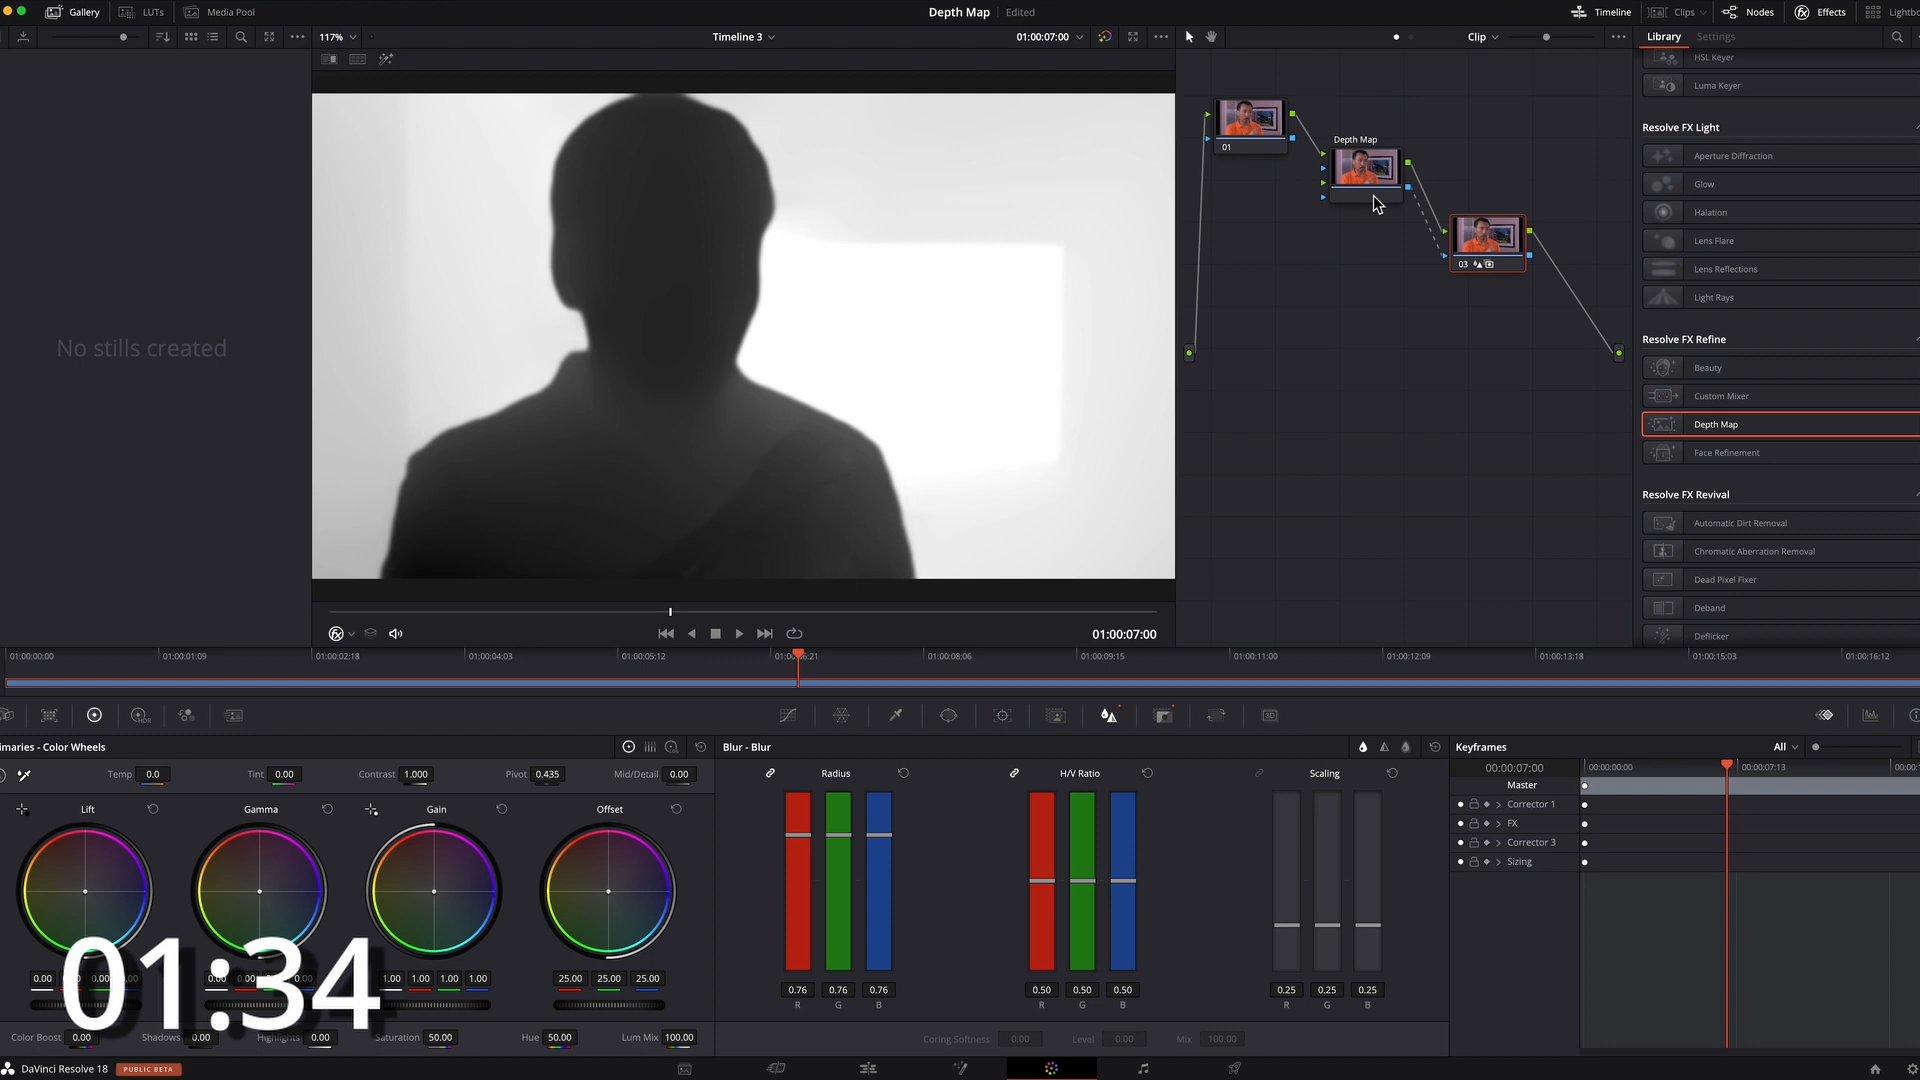 Gallery LUTs Media Pool Depth Map Edited Timeline Clips Nodes Effects
117% Timeline 3 01:00:07:00 Clip Library Settings
HSL Keyer
Luma Keyer
Resolve FX Light
Aperture Diffraction
Glow
Halation
Lens Flare
Lens Reflections
Light Rays
Resolve FX Refine
Beauty
Custom Mixer
Depth Map
Face Refinement
Resolve FX Revival
Automatic Dirt Removal
Chromatic Aberration Removal
Dead Pixel Fixer
Deband
Deflicker
01
Depth Map
03
No stills created
01:00:07:00
01:00:00:00 01:00:01:09 01:00:02:18 01:00:04:03 01:00:05:12 01:00:06:21 01:00:08:06 01:00:09:15 01:00:11:00 01:00:12:09 01:00:13:18 01:00:15:03 01:00:16:12
HDR
3D
imaries - Color Wheels
Temp 0.0 Tint 0.00 Contrast 1.000 Pivot 0.435 Mid/Detail 0.00
Lift Gamma Gain Offset
1.00 1.00 1.00 25.00 25.00 25.00
Color Boost 0.00 Shadows 0.00 Highlights 0.00 Saturation 50.00 Hue 50.00 Lum Mix 100.00
01:34
Blur - Blur
Radius H/V Ratio Scaling
0.76 0.76 0.76 0.50 0.50 0.50 0.25 0.25 0.25
R G B R G B R G B
Coring Softness 0.00 Level 0.00 Mix 100.00
Keyframes All
00:00:07:00 00:00:00:00 00:00:07:13
Master
Corrector 1
FX
Corrector 3
Sizing
DaVinci Resolve 18 PUBLIC BETA